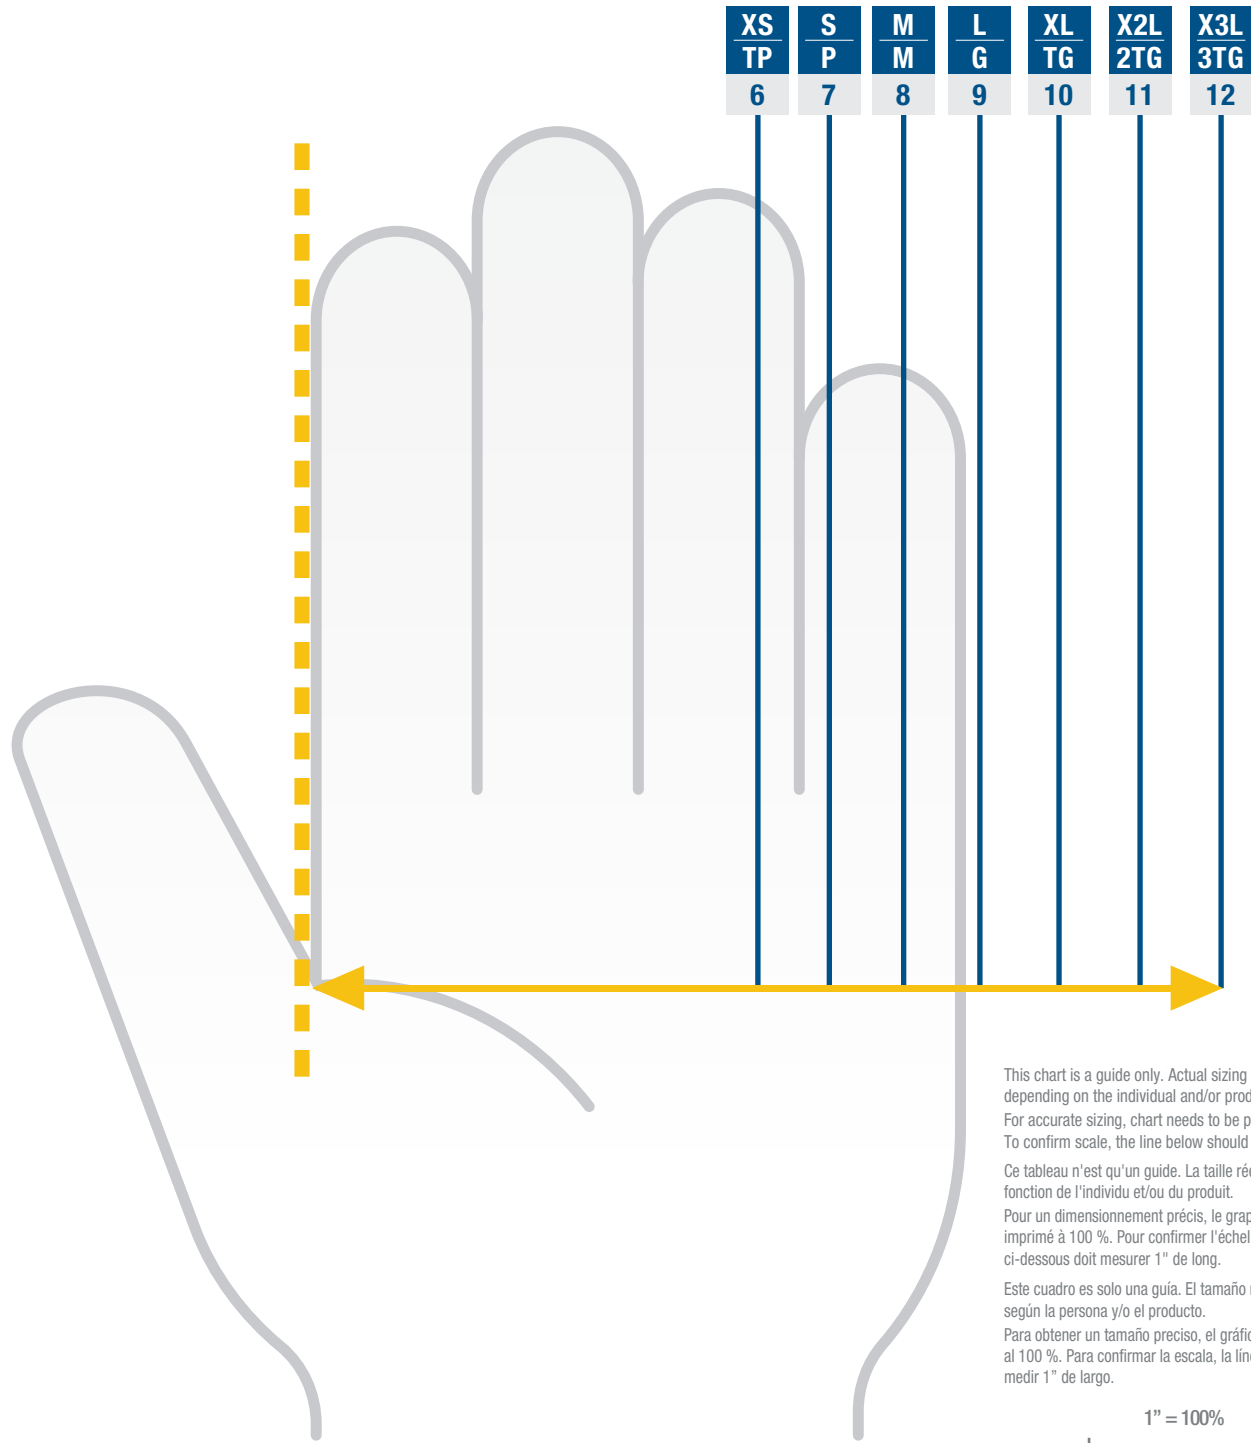 XS S M L XL X2L X3L
TP P M G TG 2TG 3TG
6 7 8 9 10 11 12
This chart is a guide only. Actual sizing
depending on the individual and/or
For accurate sizing, chart needs to be
To confirm scale, the line below should
Ce tableau n'est qu'un guide. La taille
fonction de l'individu et/ou du produit.
Pour un dimensionnement précis, le
imprimé à 100 %. Pour confirmer
ci-dessous doit mesurer 1" de long.
Este cuadro es solo una guía. El tamaño
según la persona y/o el producto.
Para obtener un tamaño preciso, el
al 100 %. Para confirmar la escala, la
medir 1” de largo.
1” = 100%